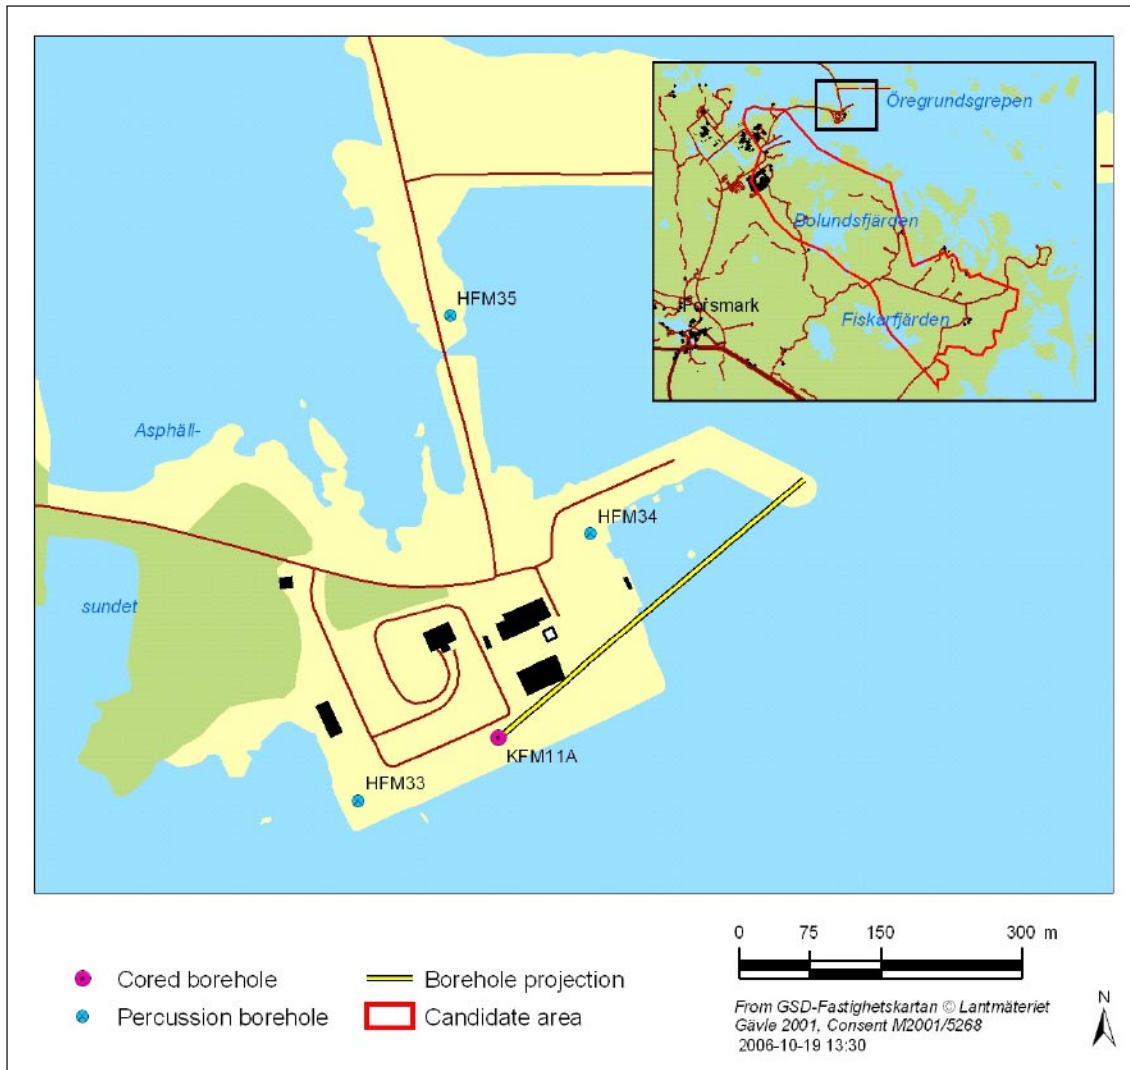 Öregrundsgrepen
Bolundsfjärden
Forsmark
Fiskarfjärden
HFM35
Asphäll-
HFM34
sundet
KFM11A
HFM33
0 75 150 300 m
Cored borehole
Borehole projection
Percussion borehole
Candidate area
From GSD-Fastighetskartan © Lantmäteriet
Gävle 2001, Consent M2001/5268
2006-10-19 13:30
N